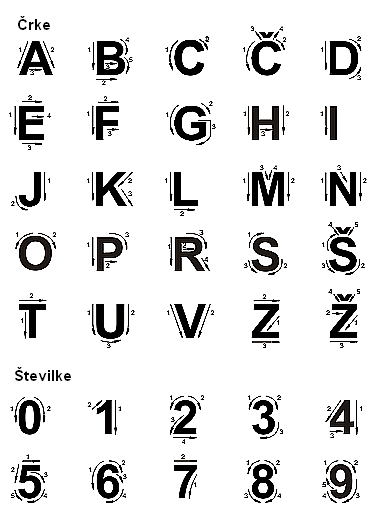 Črke
A B C Č D
E F G H I
J K L M N
O P R S Š
T U V Z Ž
Številke
0 1 2 3 4
5 6 7 8 9